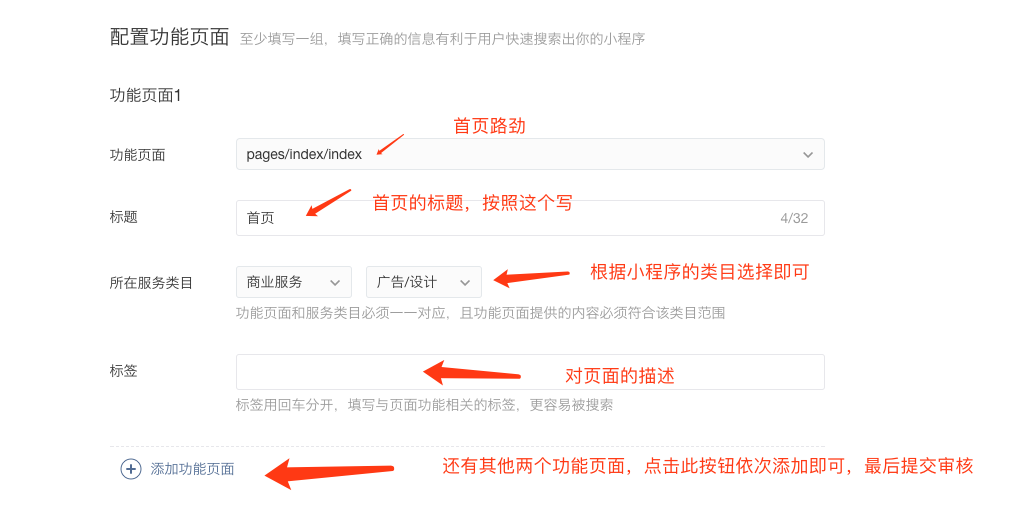 配置功能页面 至少填写一组，填写正确的信息有利于用户快速搜索出你的小程序
功能页面1
首页路劲
功能页面 pages/index/index
首页的标题，按照这个写
标题 首页 4/32
所在服务类目 商业服务 广告/设计 根据小程序的类目选择即可
功能页面和服务类目必须一一对应，且功能页面提供的内容必须符合该类目范围
标签 对页面的描述
标签用回车分开，填写与页面功能相关的标签，更容易被搜索
添加功能页面 还有其他两个功能页面，点击此按钮依次添加即可，最后提交审核